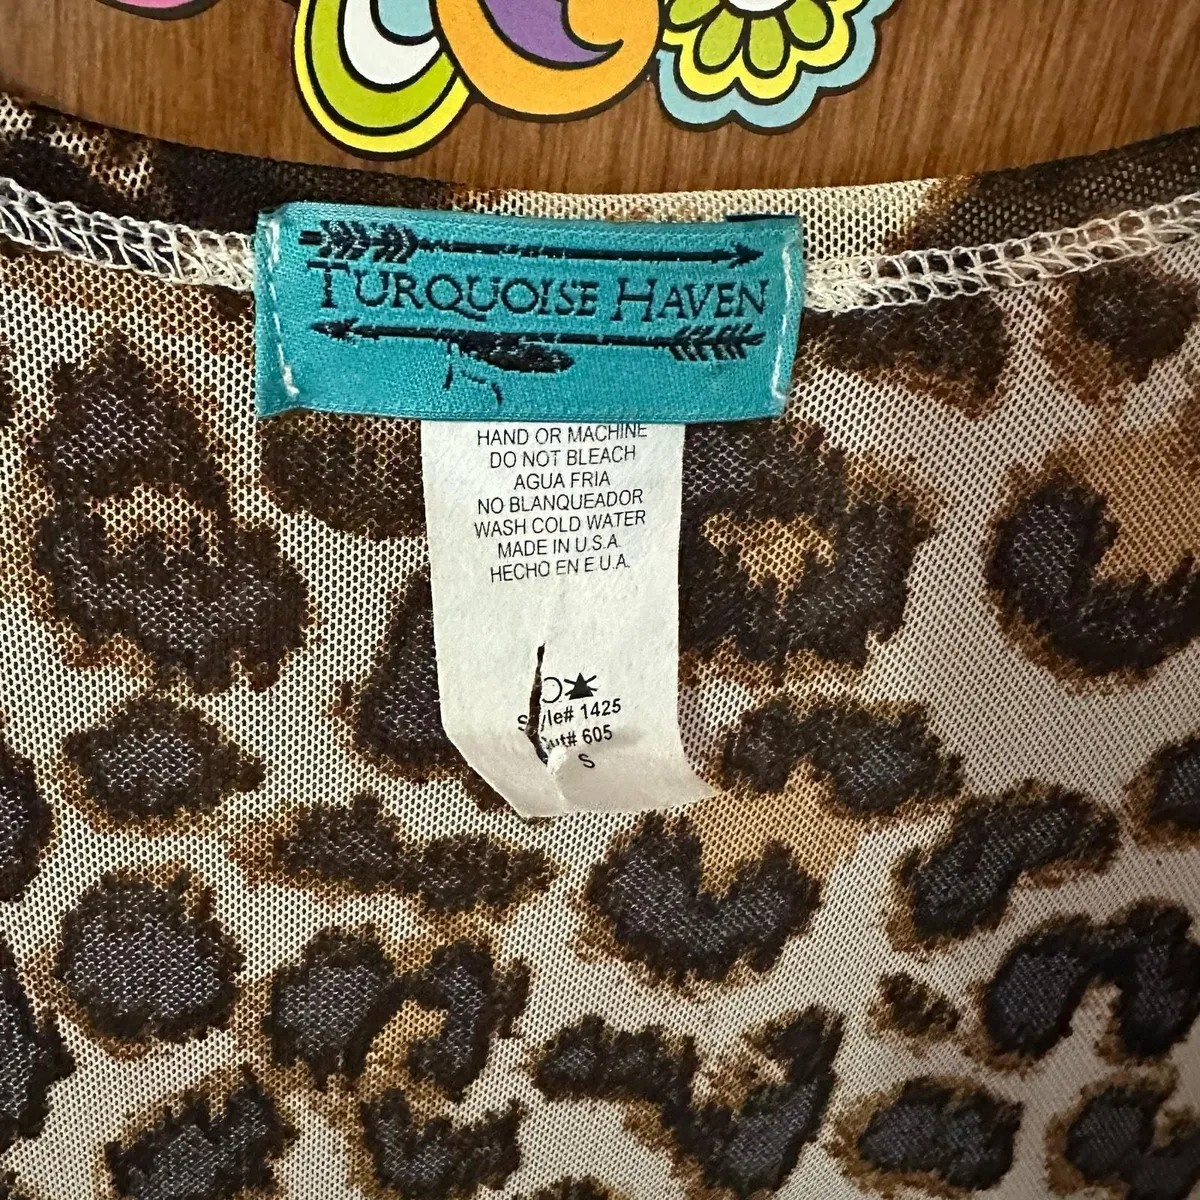 TURQUOISE HAVEN
HAND OR MACHINE
DO NOT BLEACH
AGUA FRIA
NO BLANQUEADOR
WASH COLD WATER
MADE IN U.S.A.
HECHO EN E.U.A.
Style# 1425
Cut# 605
S